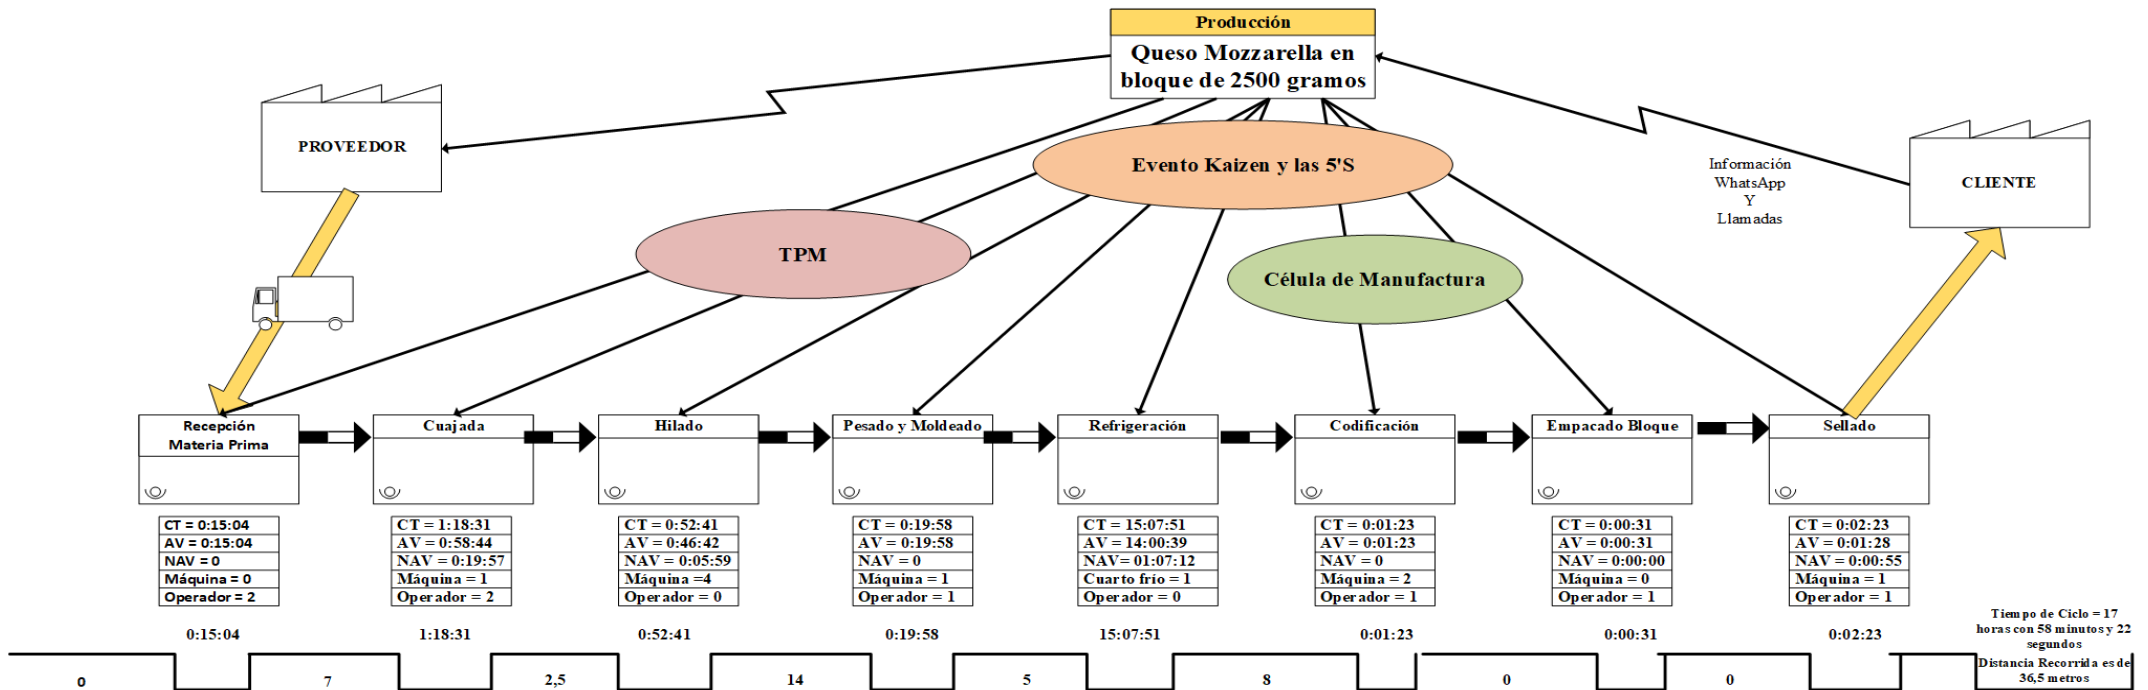 Producción
Queso Mozzarella en
bloque de 2500 gramos
PROVEEDOR
Evento Kaizen y las 5'S
Información
WhatsApp
Y
Llamadas
CLIENTE
TPM
Célula de Manufactura
Recepción
Materia Prima
Cuajada
Hilado
Pesado y Moldeado
Refrigeración
Codificación
Empacado Bloque
Sellado
CT = 0:15:04
AV = 0:15:04
NAV = 0
Máquina = 0
Operador = 2
CT = 1:18:31
AV = 0:58:44
NAV = 0:19:57
Máquina = 1
Operador = 2
CT = 0:52:41
AV = 0:46:42
NAV = 0:05:59
Máquina =4
Operador = 0
CT = 0:19:58
AV = 0:19:58
NAV = 0
Máquina = 1
Operador = 1
CT = 15:07:51
AV = 14:00:39
NAV= 01:07:12
Cuarto frío = 1
Operador = 0
CT = 0:01:23
AV = 0:01:23
NAV = 0
Máquina = 2
Operador = 1
CT = 0:00:31
AV = 0:00:31
NAV = 0:00:00
Máquina = 0
Operador = 1
CT = 0:02:23
AV = 0:01:28
NAV = 0:00:55
Máquina = 1
Operador = 1
0:15:04
1:18:31
0:52:41
0:19:58
15:07:51
0:01:23
0:00:31
0:02:23
Tiempo de Ciclo = 17
horas con 58 minutos y 22
segundos
0
7
2,5
14
5
8
0
0
Distancia Recorrida es de
36,5 metros